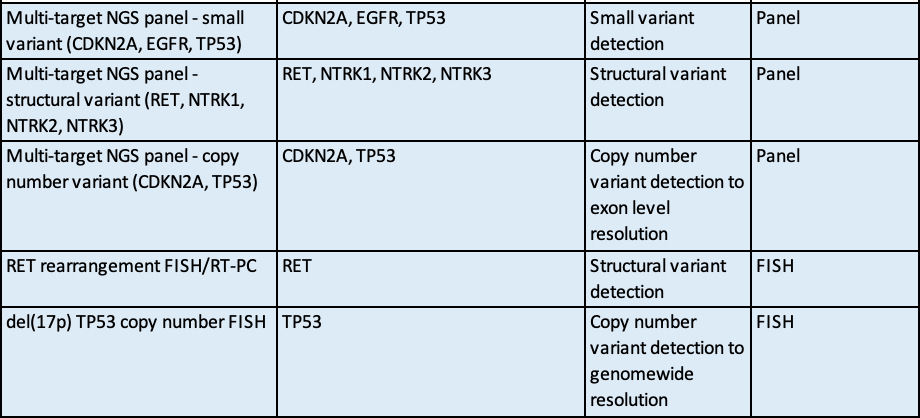 Multi-target NGS panel - small
variant (CDKN2A, EGFR, TP53)
CDKN2A, EGFR, TP53
Small variant
detection
Panel
Multi-target NGS panel -
structural variant (RET, NTRK1,
NTRK2, NTRK3)
RET, NTRK1, NTRK2, NTRK3
Structural variant
detection
Panel
Multi-target NGS panel - copy
number variant (CDKN2A, TP53)
CDKN2A, TP53
Copy number
variant detection to
exon level
resolution
Panel
RET rearrangement FISH/RT-PC
RET
Structural variant
detection
FISH
del(17p) TP53 copy number FISH
TP53
Copy number
variant detection to
genomewide
resolution
FISH